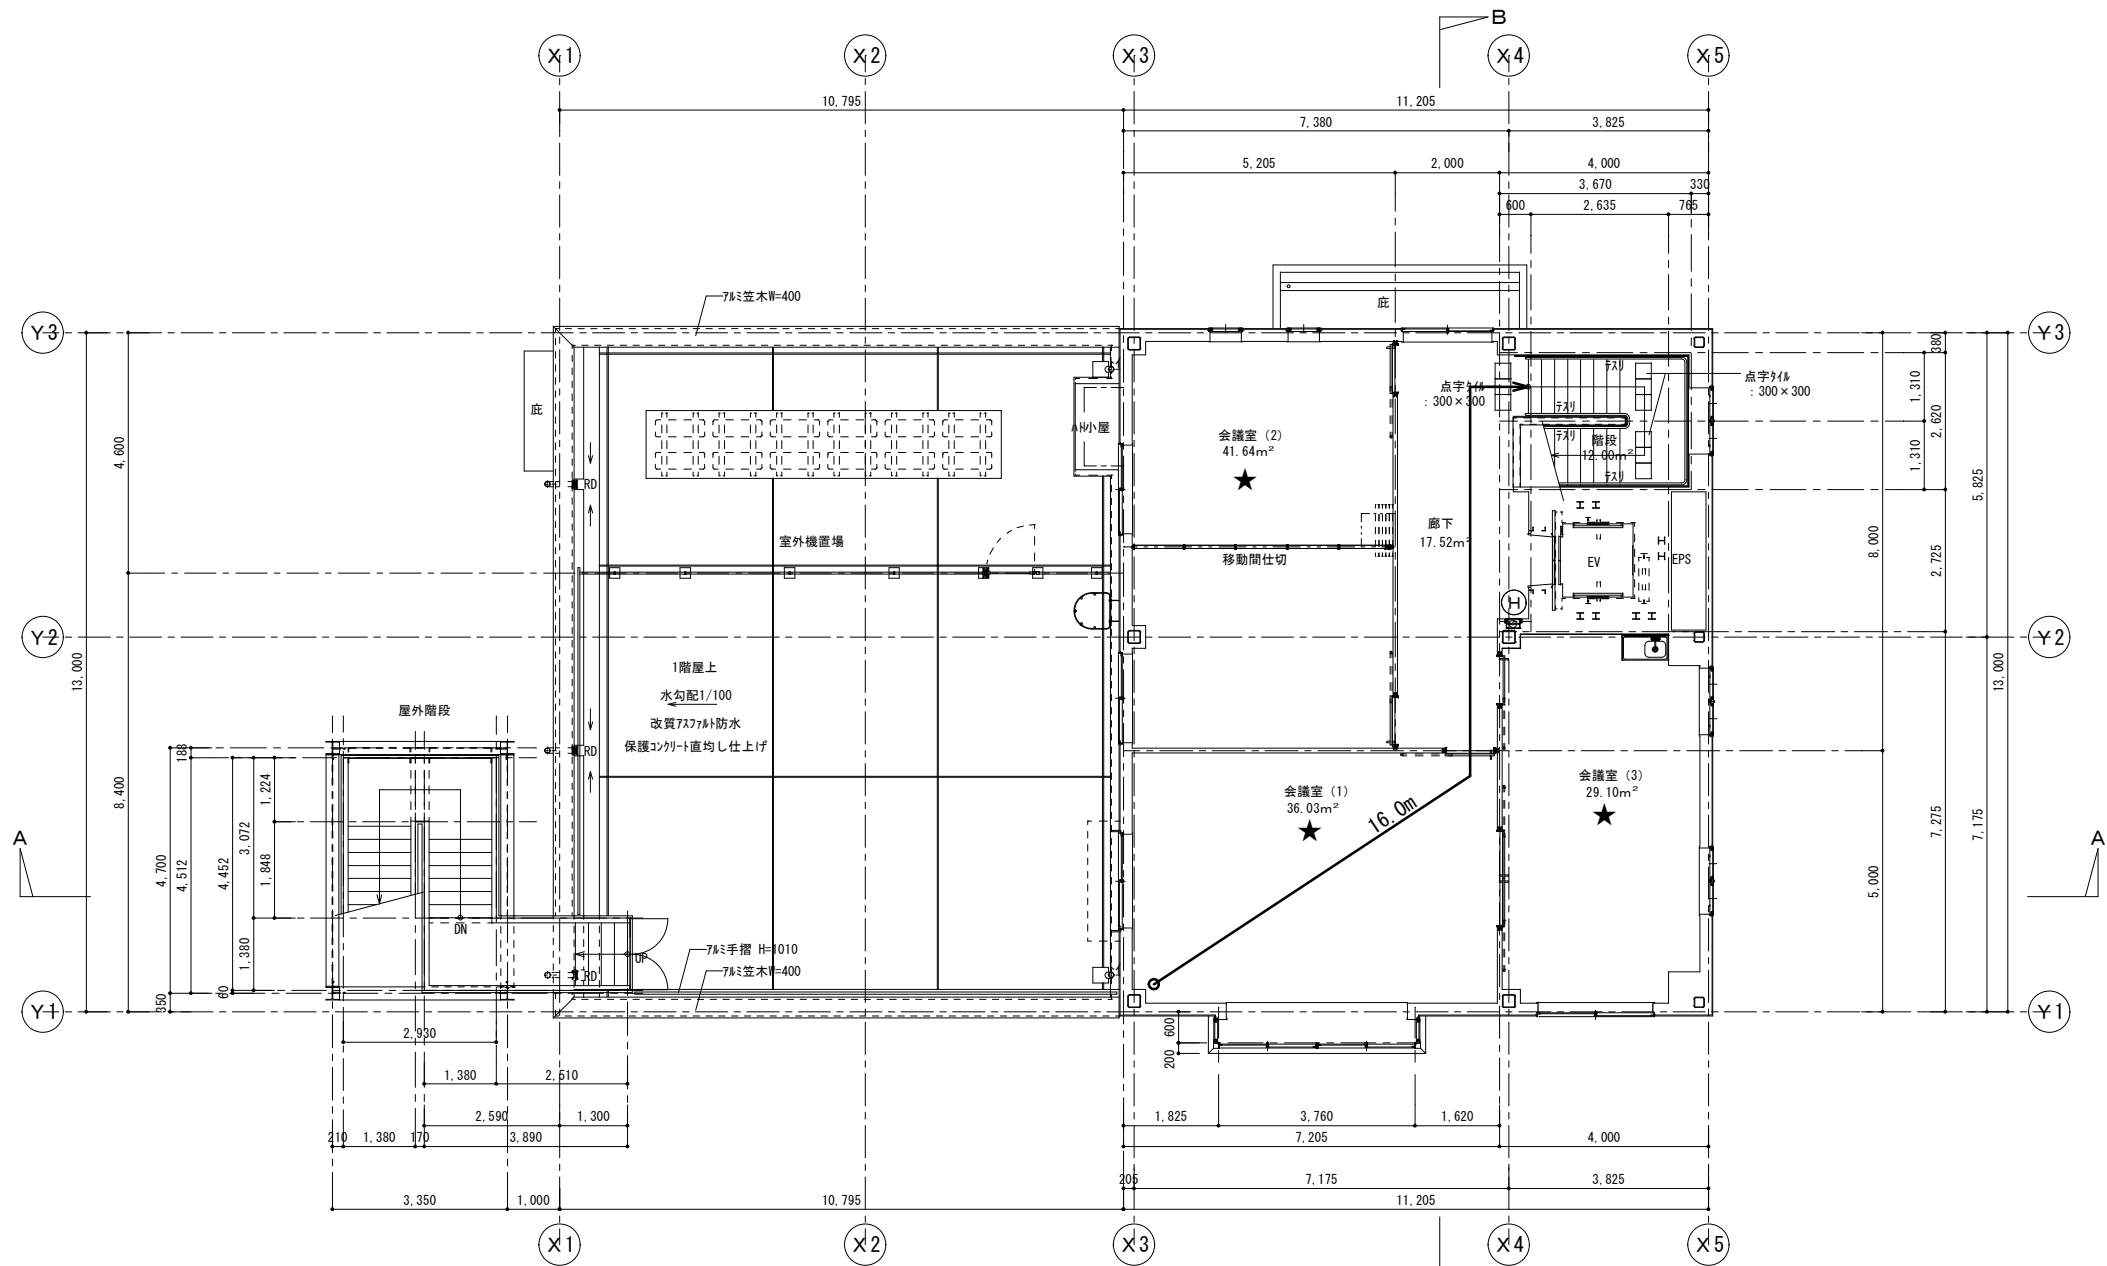 B
X1
X2
X3
X4
X5
10,795
11,205
7,380
3,825
5,205
2,000
4,000
3,670
330
600
2,635
765
アルミ笠木W=400
庇
Y3
Y3
380
庇
テスリ
点字タイル
:300×300
点字タイル
:300×300
1,310
テスリ
2,620
ハト小屋
会議室(2)
41.64m²
テスリ
階段
12.00m²
4,600
1,310
テスリ
5,825
5,825
RD
廊下
17.52m²
8,000
室外機置場
移動間仕切
EV
EPS
2,725
H
Y2
Y2
13,000
13,000
1階屋上
水勾配1/100
改質アスファルト防水
保護コンクリート直均し仕上げ
屋外階段
RD
188
1,224
8,400
会議室(1)
36.03m²
会議室(3)
29.10m²
16.0m
7,275
7,175
A
A
3,072
4,700
4,512
4,452
1,848
5,000
DN
1,380
UP
アルミ手摺 H=1010
アルミ笠木W=400
RD
60
350
Y1
Y1
2,930
600
200
1,380
2,510
2,590
1,300
1,825
3,760
1,620
210
1,380
170
3,890
7,205
4,000
205
7,175
3,825
3,350
1,000
10,795
11,205
X1
X2
X3
X4
X5